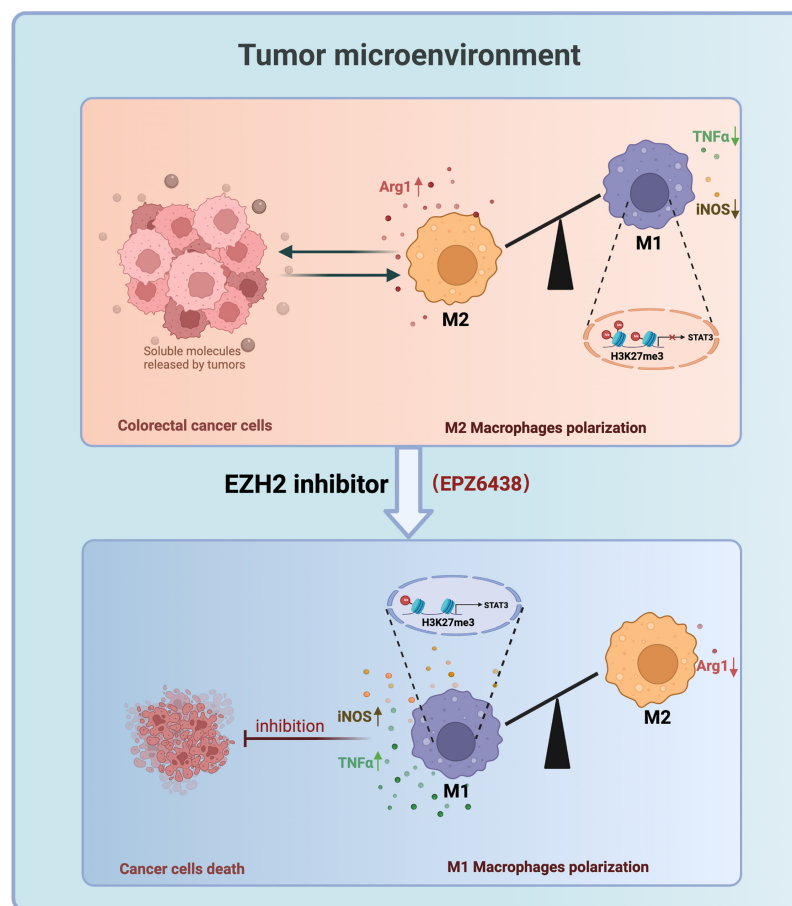 Tumor microenvironment
TNFα
Arg1
iNOS
M1
M2
STAT3
H3K27me3
Soluble molecules
released by tumors
Colorectal cancer cells
M2 Macrophages polarization
EZH2 inhibitor
(EPZ6438)
STAT3
H3K27me3
Arg1
iNOS
M2
inhibition
TNFα
M1
Cancer cells death
M1 Macrophages polarization